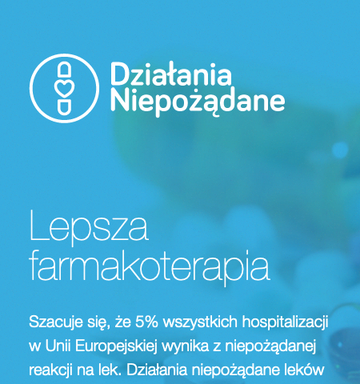 Działania
Niepożądane
Lepsza
farmakoterapia
Szacuje się, że 5% wszystkich hospitalizacji
w Unii Europejskiej wynika z niepożądanej
reakcji na lek. Działania niepożądane leków